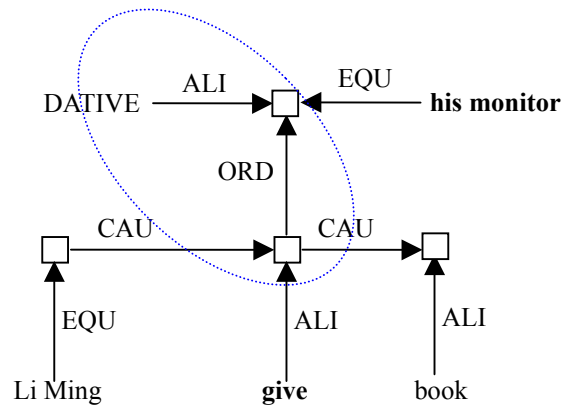 ALI EQU
DATIVE his monitor
ORD
CAU CAU
EQU ALI ALI
Li Ming give book